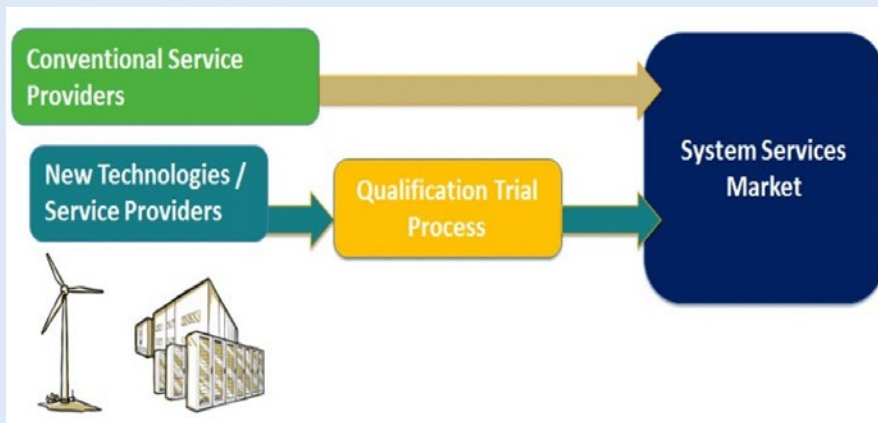 Conventional Service
Providers
New Technologies /
Service Providers
Qualification Trial
Process
System Services
Market